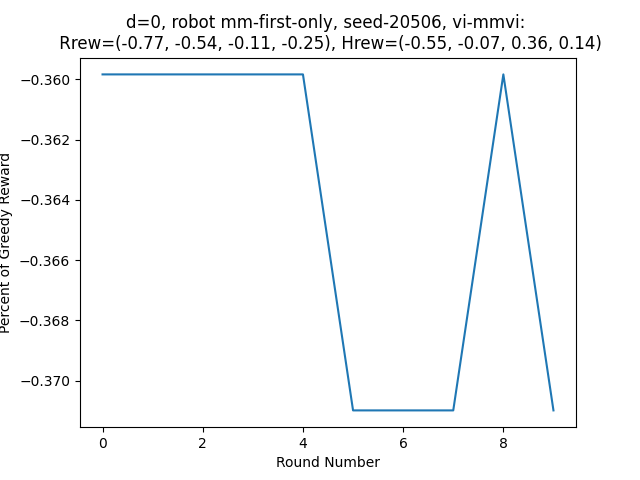 d=0, robot mm-first-only, seed-20506, vi-mmvi:
Rrew=(-0.77, -0.54, -0.11, -0.25), Hrew=(-0.55, -0.07, 0.36, 0.14)
−0.360
−0.362
−0.364
−0.366
−0.368
−0.370
Percent of Greedy Reward
0
2
4
6
8
Round Number